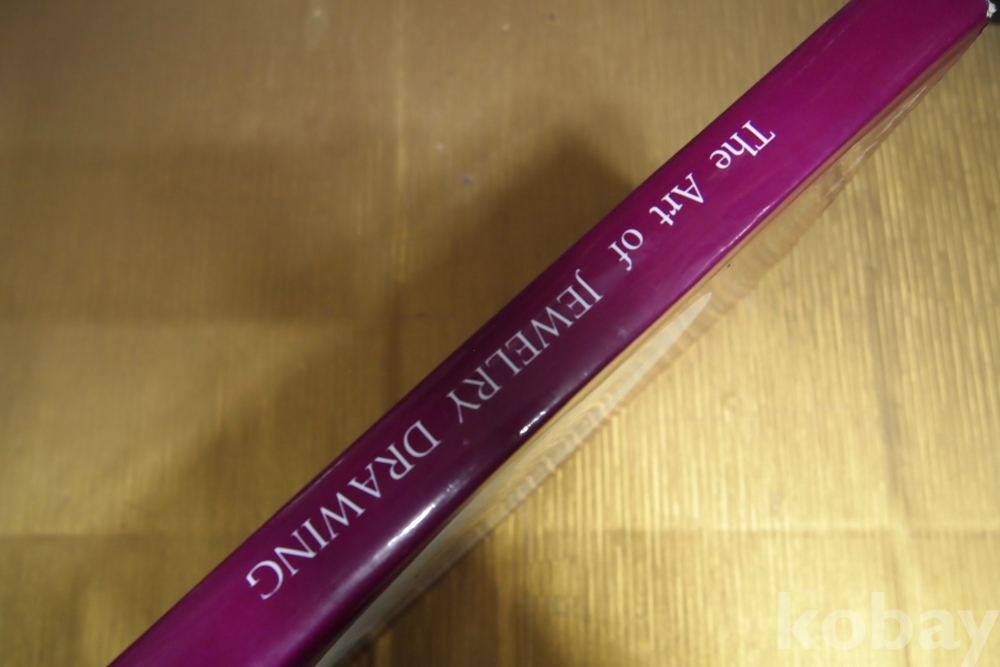 The Art of JEWELRY DRAWING
kobay